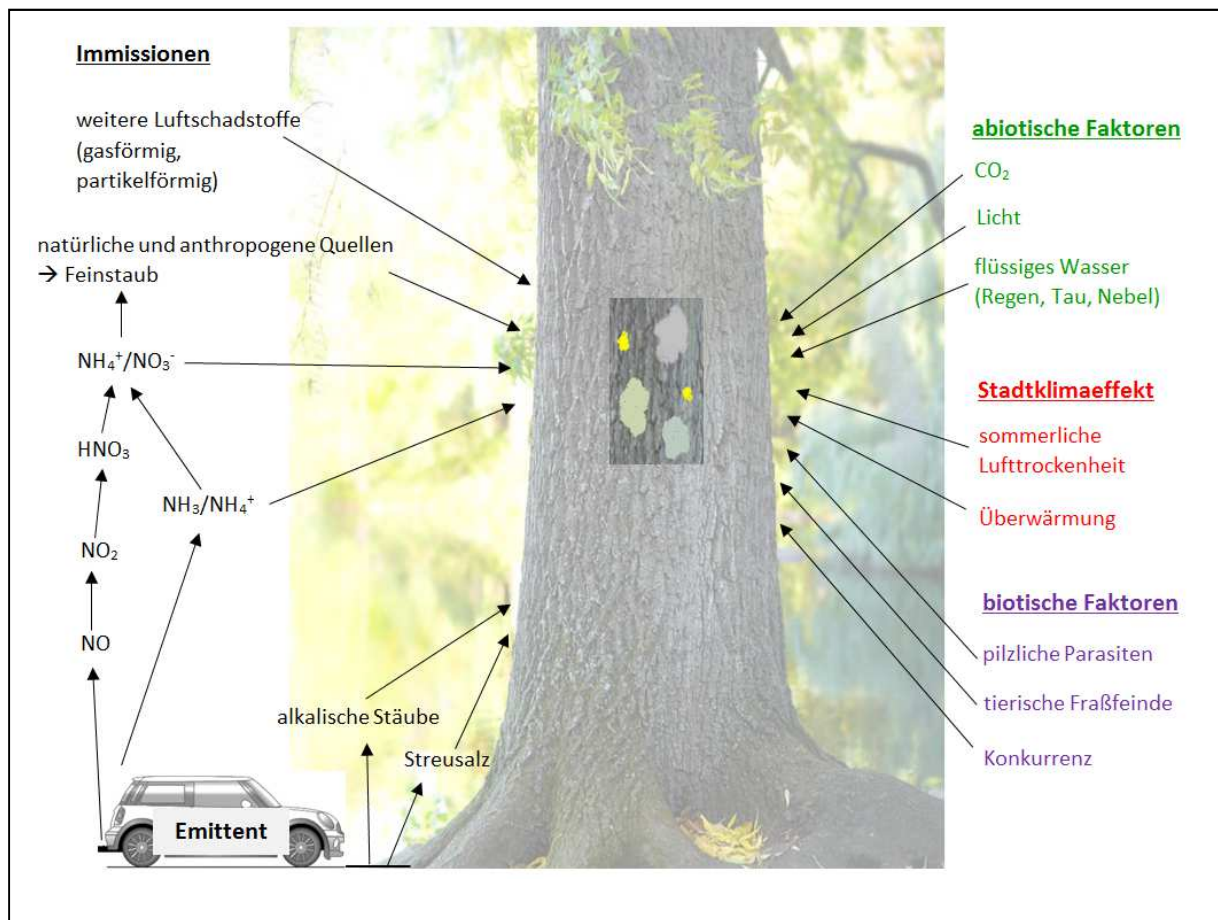 Immissionen
weitere Luftschadstoffe
(gasförmig,
partikelförmig)
natürliche und anthropogene Quellen
→ Feinstaub
NH₄⁺/NO₃⁻
HNO₃
NH₃/NH₄⁺
NO₂
NO
alkalische Stäube
Streusalz
Emittent
abiotische Faktoren
CO₂
Licht
flüssiges Wasser
(Regen, Tau, Nebel)
Stadtklimaeffekt
sommerliche
Lufttrockenheit
Überwärmung
biotische Faktoren
pilzliche Parasiten
tierische Fraßfeinde
Konkurrenz